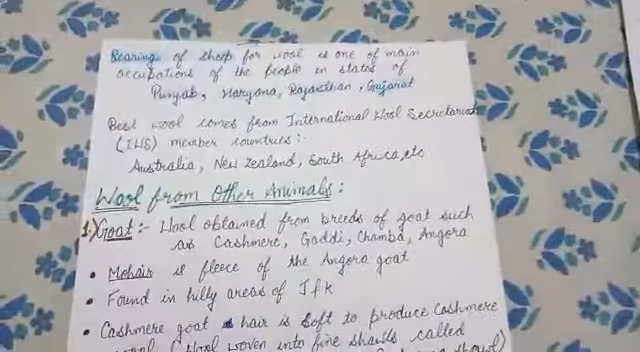 Rearing of sheep for wool is one of main
occupations of the people in states of
Punjab, Haryana, Rajasthan, Gujarat
Best wool comes from International Wool Secretariat
(IWS) member countries:-
Australia, New Zealand, South Africa, etc
Wool from Other Animals:
1.) Goat:- Wool obtained from breeds of goat such
as Cashmere, Gaddi, Chamba, Angora
• Mohair is fleece of the Angora goat
• Found in hilly areas of J&K
• Cashmere goat hair is soft to produce Cashmere
(Wool woven into fine shawls called